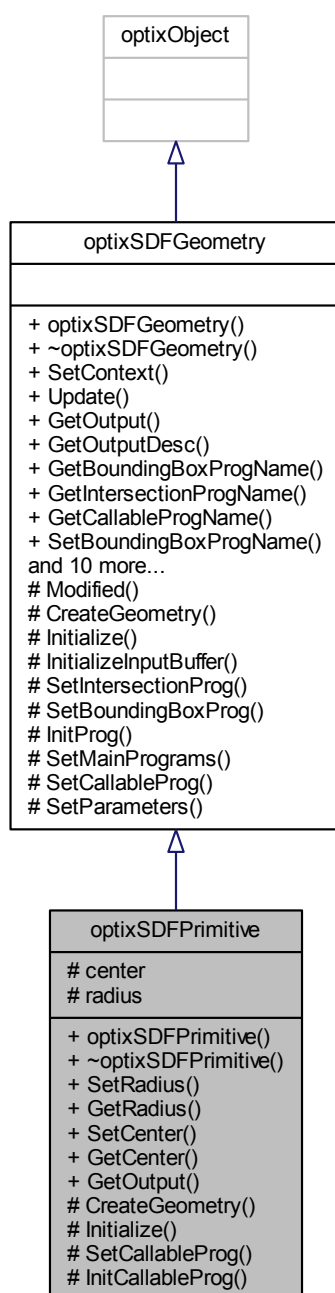 optixObject
optixSDFGeometry
+ optixSDFGeometry()
+ ~optixSDFGeometry()
+ SetContext()
+ Update()
+ GetOutput()
+ GetOutputDesc()
+ GetBoundingBoxProgName()
+ GetIntersectionProgName()
+ GetCallableProgName()
+ SetBoundingBoxProgName()
and 10 more...
# Modified()
# CreateGeometry()
# Initialize()
# InitializeInputBuffer()
# SetIntersectionProg()
# SetBoundingBoxProg()
# InitProg()
# SetMainPrograms()
# SetCallableProg()
# SetParameters()
optixSDFPrimitive
# center
# radius
+ optixSDFPrimitive()
+ ~optixSDFPrimitive()
+ SetRadius()
+ GetRadius()
+ SetCenter()
+ GetCenter()
+ GetOutput()
# CreateGeometry()
# Initialize()
# SetCallableProg()
# InitCallableProg()